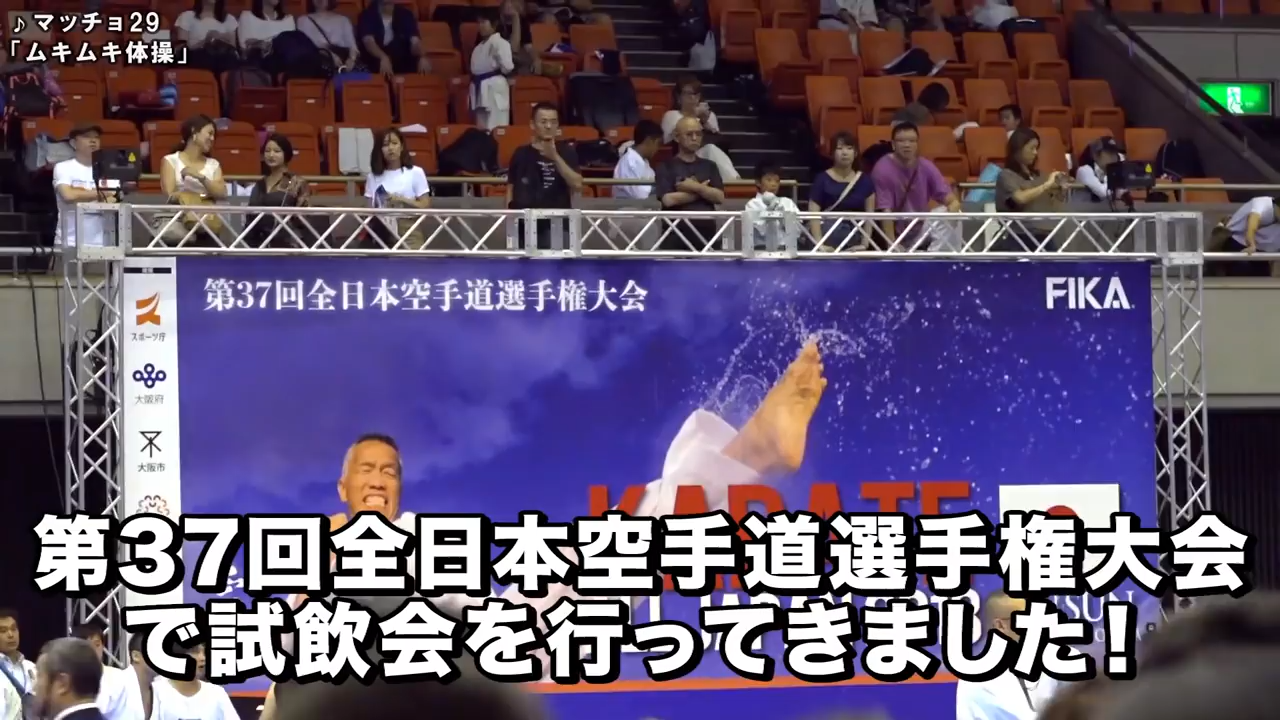 ♪マッチョ29
「ムキムキ体操」
第37回全日本空手道選手権大会
FIKA
スポーツ庁
大阪府
大阪市
KARATE
第37回全日本空手道選手権大会
で試飲会を行ってきました！